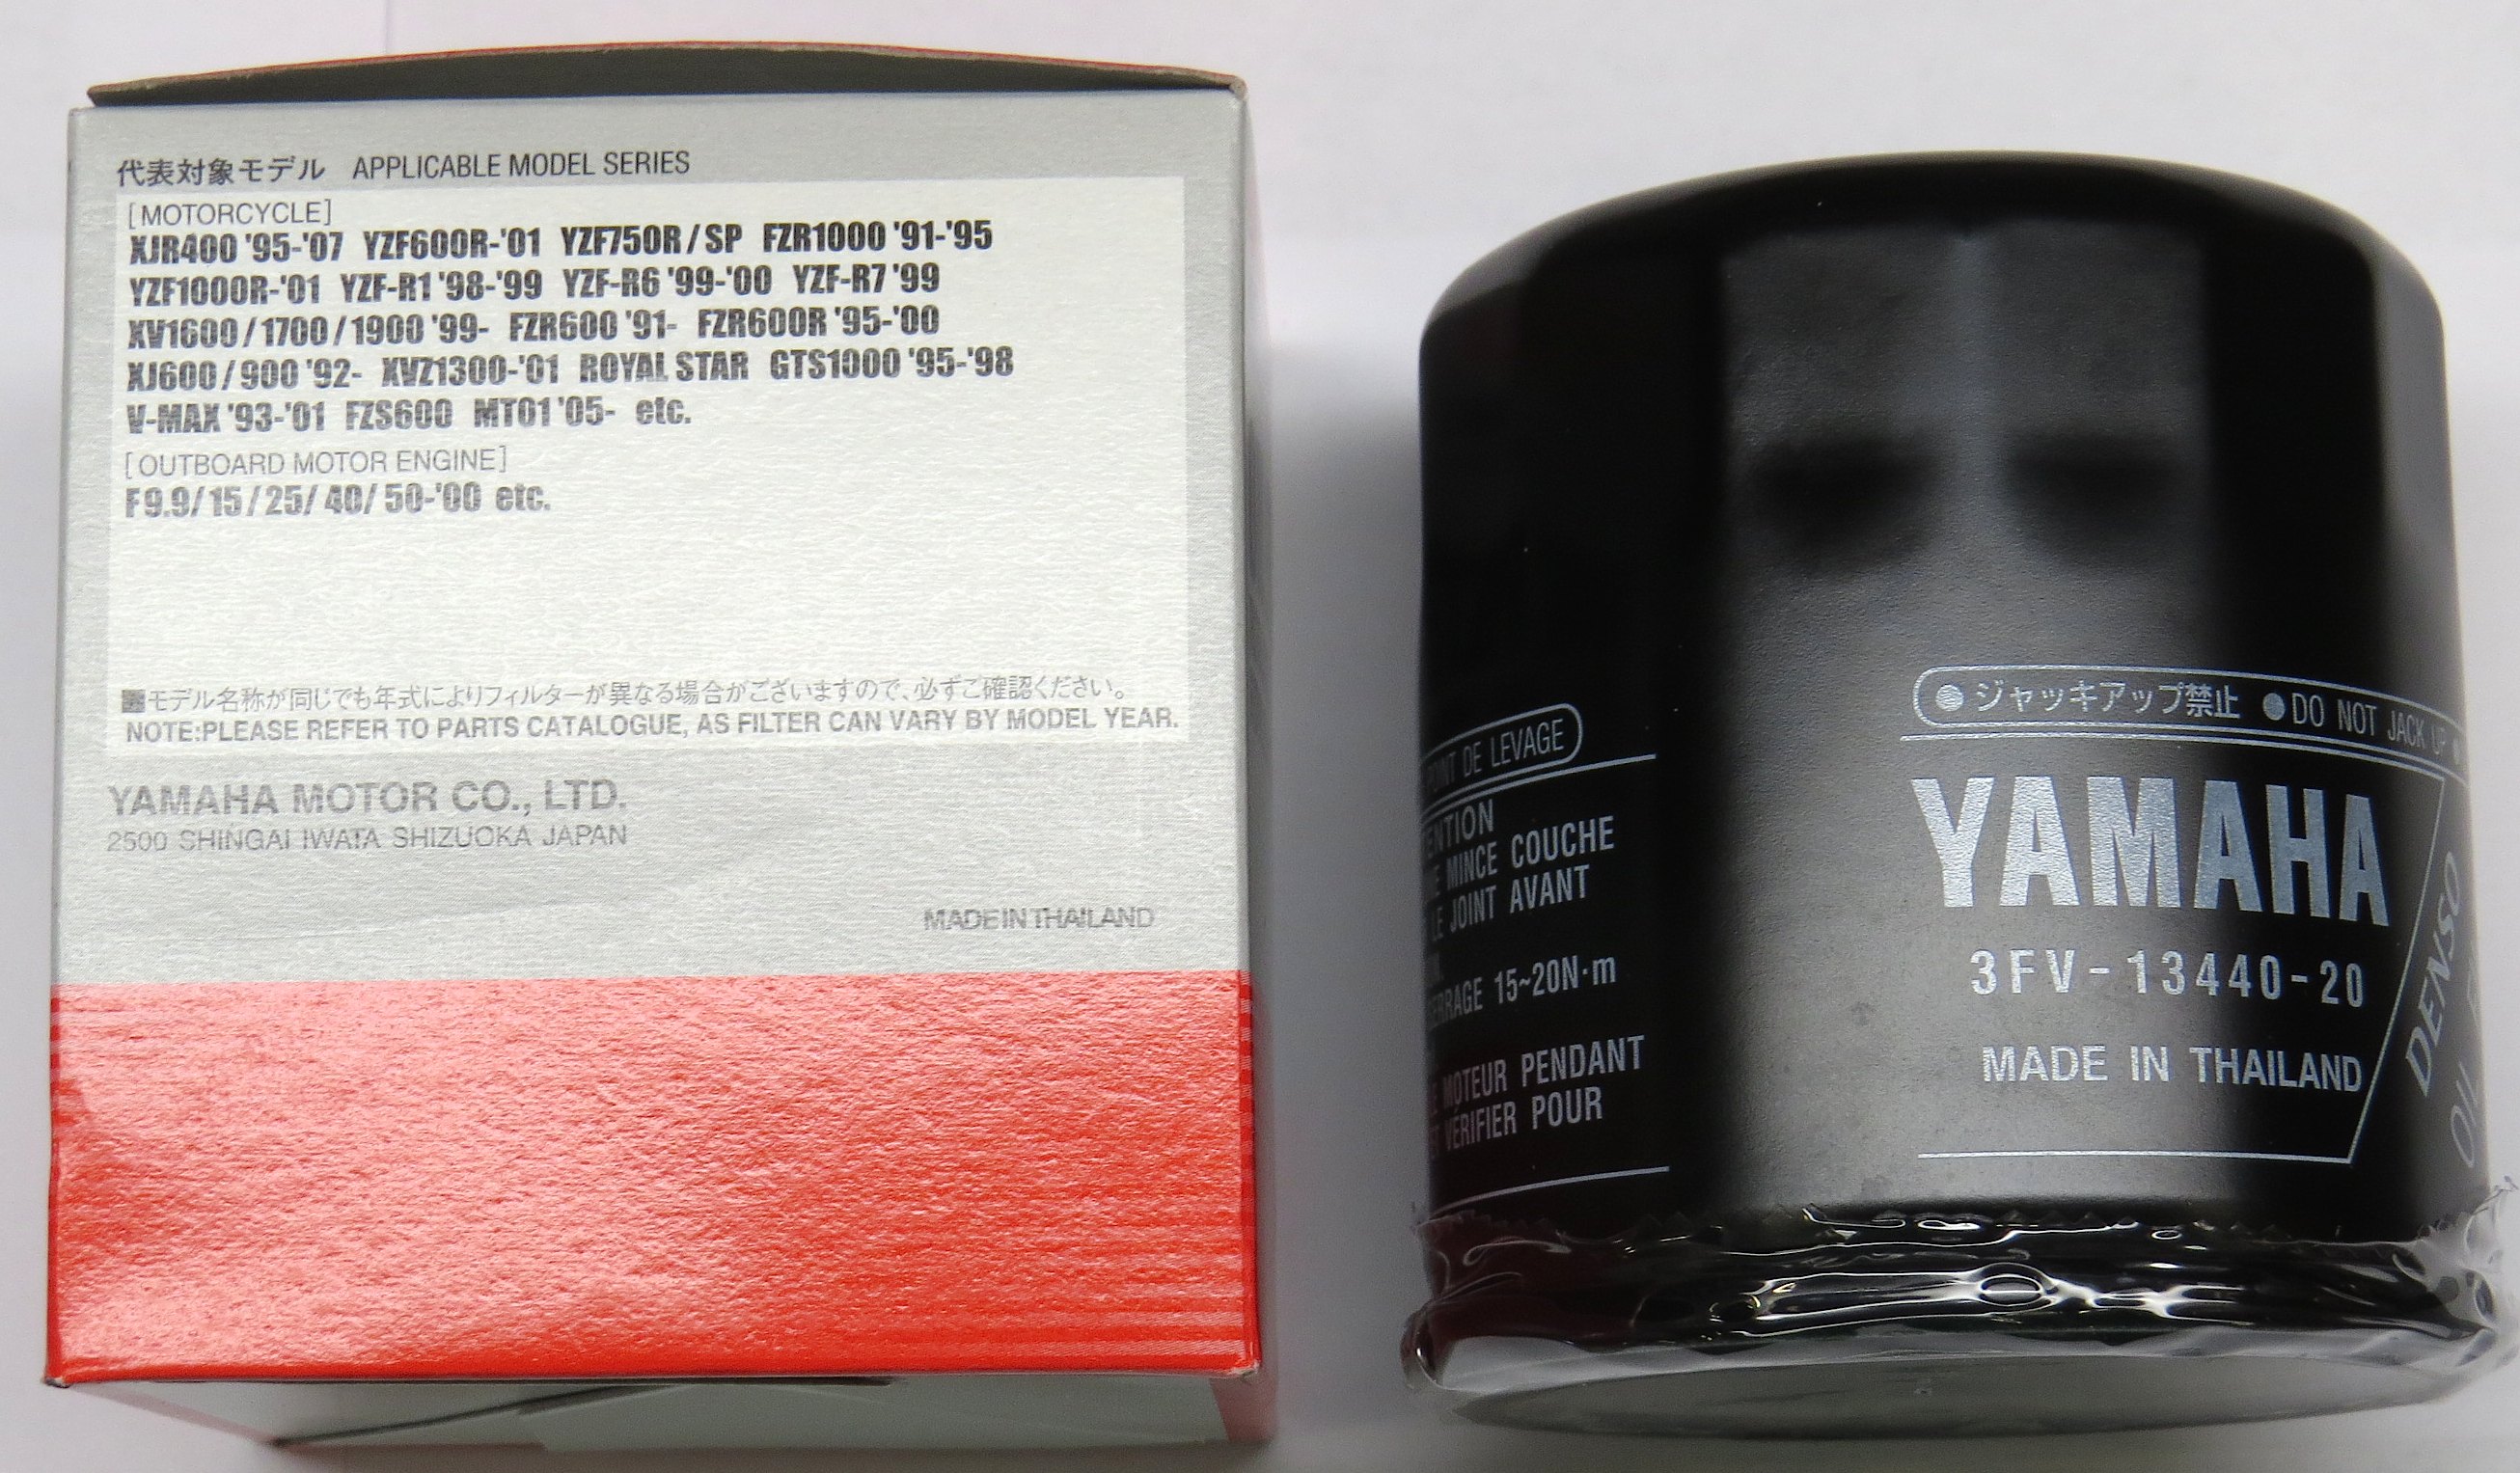 代表対象モデル APPLICABLE MODEL SERIES
[MOTORCYCLE]
XJR400 '95-'07 YZF600R-'01 YZF750R/SP FZR1000 '91-'95
YZF1000R-'01 YZF-R1 '98-'99 YZF-R6 '99-'00 YZF-R7 '99
XV1600/1700/1900 '99- FZR600 '91- FZR600R '95-'00
XJ600/900 '92- XVZ1300-'01 ROYAL STAR GTS1000 '95-'98
V-MAX '93-'01 FZS600 MT01 '05- etc.
[OUTBOARD MOTOR ENGINE]
F9.9/15/25/40/50-'00 etc.
■モデル名称が同じでも年式によりフィルターが異なる場合がございますので、必ずご確認ください。
NOTE:PLEASE REFER TO PARTS CATALOGUE, AS FILTER CAN VARY BY MODEL YEAR.
YAMAHA MOTOR CO., LTD.
2500 SHINGAI IWATA SHIZUOKA JAPAN
MADE IN THAILAND
POINT DE LEVAGE
MINCE COUCHE
LE JOINT AVANT
15~20N·m
MOTEUR PENDANT
VÉRIFIER POUR
●ジャッキアップ禁止 ●DO NOT JACK UP
YAMAHA
3FV-13440-20
MADE IN THAILAND
DENSO
OIL